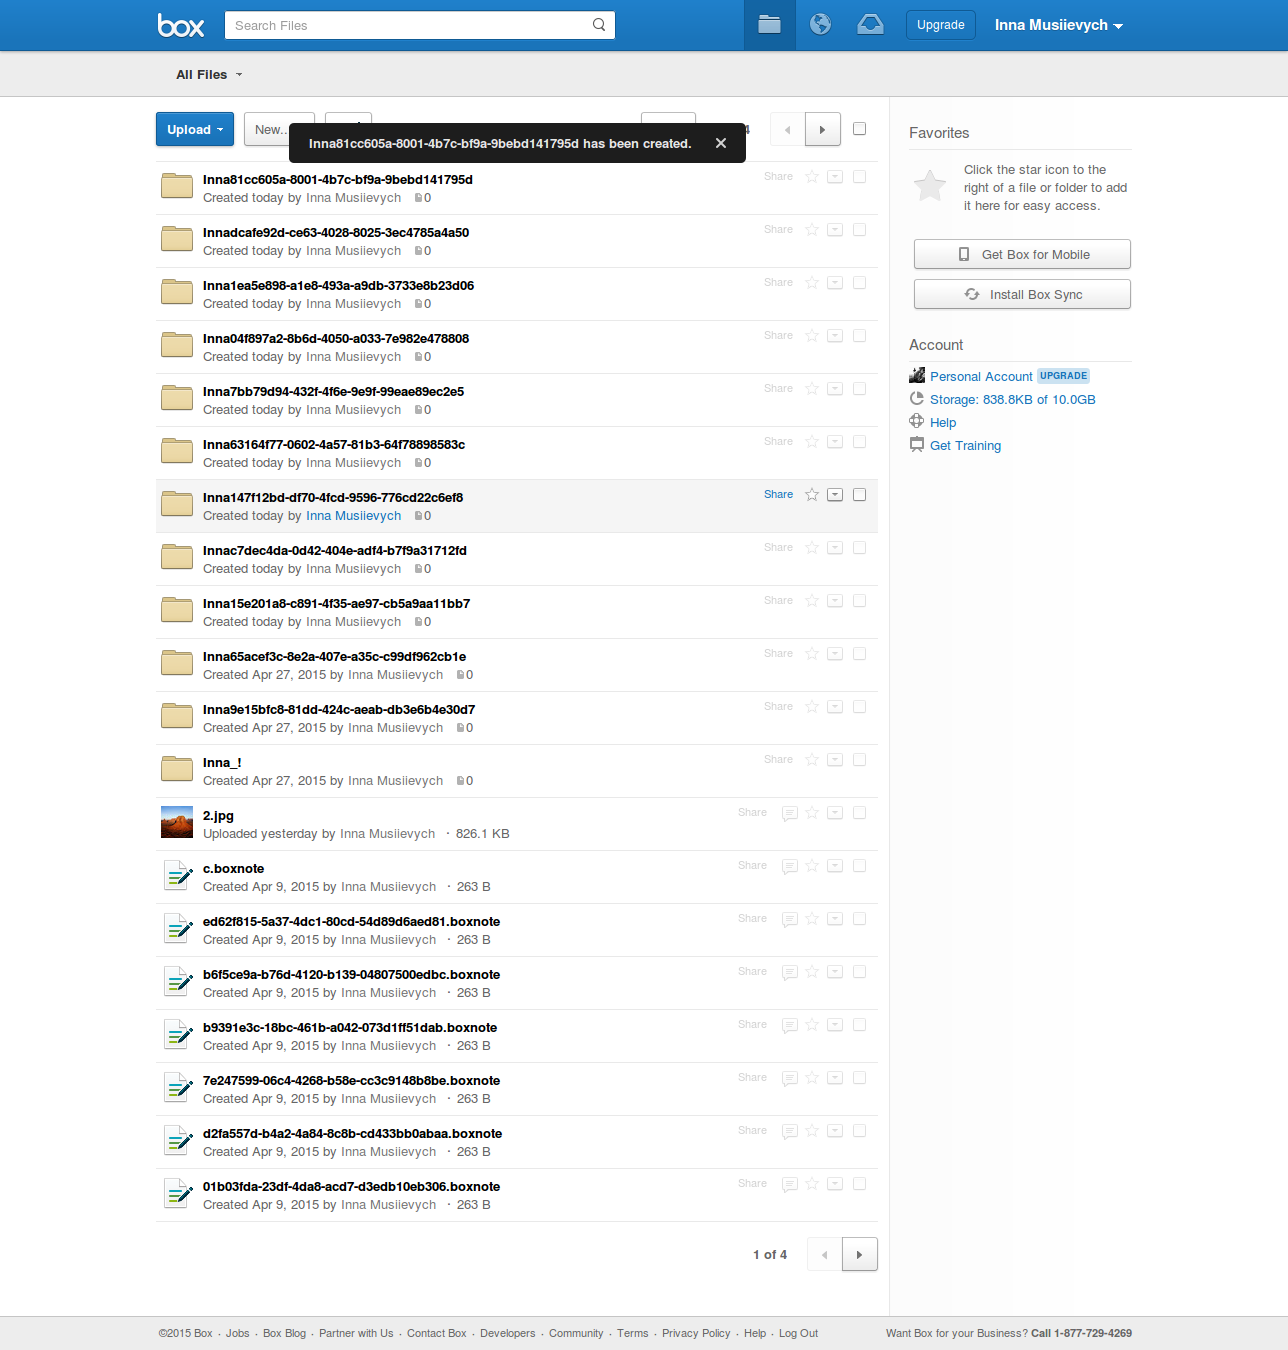 box
Search Files
Upgrade
Inna Musiievych
All Files
Upload
New...
4
Inna81cc605a-8001-4b7c-bf9a-9bebd141795d has been created.
Inna81cc605a-8001-4b7c-bf9a-9bebd141795d
Share
Created today by Inna Musiievych 0
Innadcafe92d-ce63-4028-8025-3ec4785a4a50
Share
Created today by Inna Musiievych 0
Inna1ea5e898-a1e8-493a-a9db-3733e8b23d06
Share
Created today by Inna Musiievych 0
Inna04f897a2-8b6d-4050-a033-7e982e478808
Share
Created today by Inna Musiievych 0
Inna7bb79d94-432f-4f6e-9e9f-99eae89ec2e5
Share
Created today by Inna Musiievych 0
Inna63164f77-0602-4a57-81b3-64f78898583c
Share
Created today by Inna Musiievych 0
Inna147f12bd-df70-4fcd-9596-776cd22c6ef8
Share
Created today by Inna Musiievych 0
Innac7dec4da-0d42-404e-adf4-b7f9a31712fd
Share
Created today by Inna Musiievych 0
Inna15e201a8-c891-4f35-ae97-cb5a9aa11bb7
Share
Created today by Inna Musiievych 0
Inna65acef3c-8e2a-407e-a35c-c99df962cb1e
Share
Created Apr 27, 2015 by Inna Musiievych 0
Inna9e15bfc8-81dd-424c-aeab-db3e6b4e30d7
Share
Created Apr 27, 2015 by Inna Musiievych 0
Inna_!
Share
Created Apr 27, 2015 by Inna Musiievych 0
2.jpg
Share
Uploaded yesterday by Inna Musiievych · 826.1 KB
c.boxnote
Share
Created Apr 9, 2015 by Inna Musiievych · 263 B
ed62f815-5a37-4dc1-80cd-54d89d6aed81.boxnote
Share
Created Apr 9, 2015 by Inna Musiievych · 263 B
b6f5ce9a-b76d-4120-b139-04807500edbc.boxnote
Share
Created Apr 9, 2015 by Inna Musiievych · 263 B
b9391e3c-18bc-461b-a042-073d1ff51dab.boxnote
Share
Created Apr 9, 2015 by Inna Musiievych · 263 B
7e247599-06c4-4268-b58e-cc3c9148b8be.boxnote
Share
Created Apr 9, 2015 by Inna Musiievych · 263 B
d2fa557d-b4a2-4a84-8c8b-cd433bb0abaa.boxnote
Share
Created Apr 9, 2015 by Inna Musiievych · 263 B
01b03fda-23df-4da8-acd7-d3edb10eb306.boxnote
Share
Created Apr 9, 2015 by Inna Musiievych · 263 B
1 of 4
Favorites
Click the star icon to the
right of a file or folder to add
it here for easy access.
Get Box for Mobile
Install Box Sync
Account
Personal Account UPGRADE
Storage: 838.8KB of 10.0GB
Help
Get Training
©2015 Box · Jobs · Box Blog · Partner with Us · Contact Box · Developers · Community · Terms · Privacy Policy · Help · Log Out
Want Box for your Business? Call 1-877-729-4269